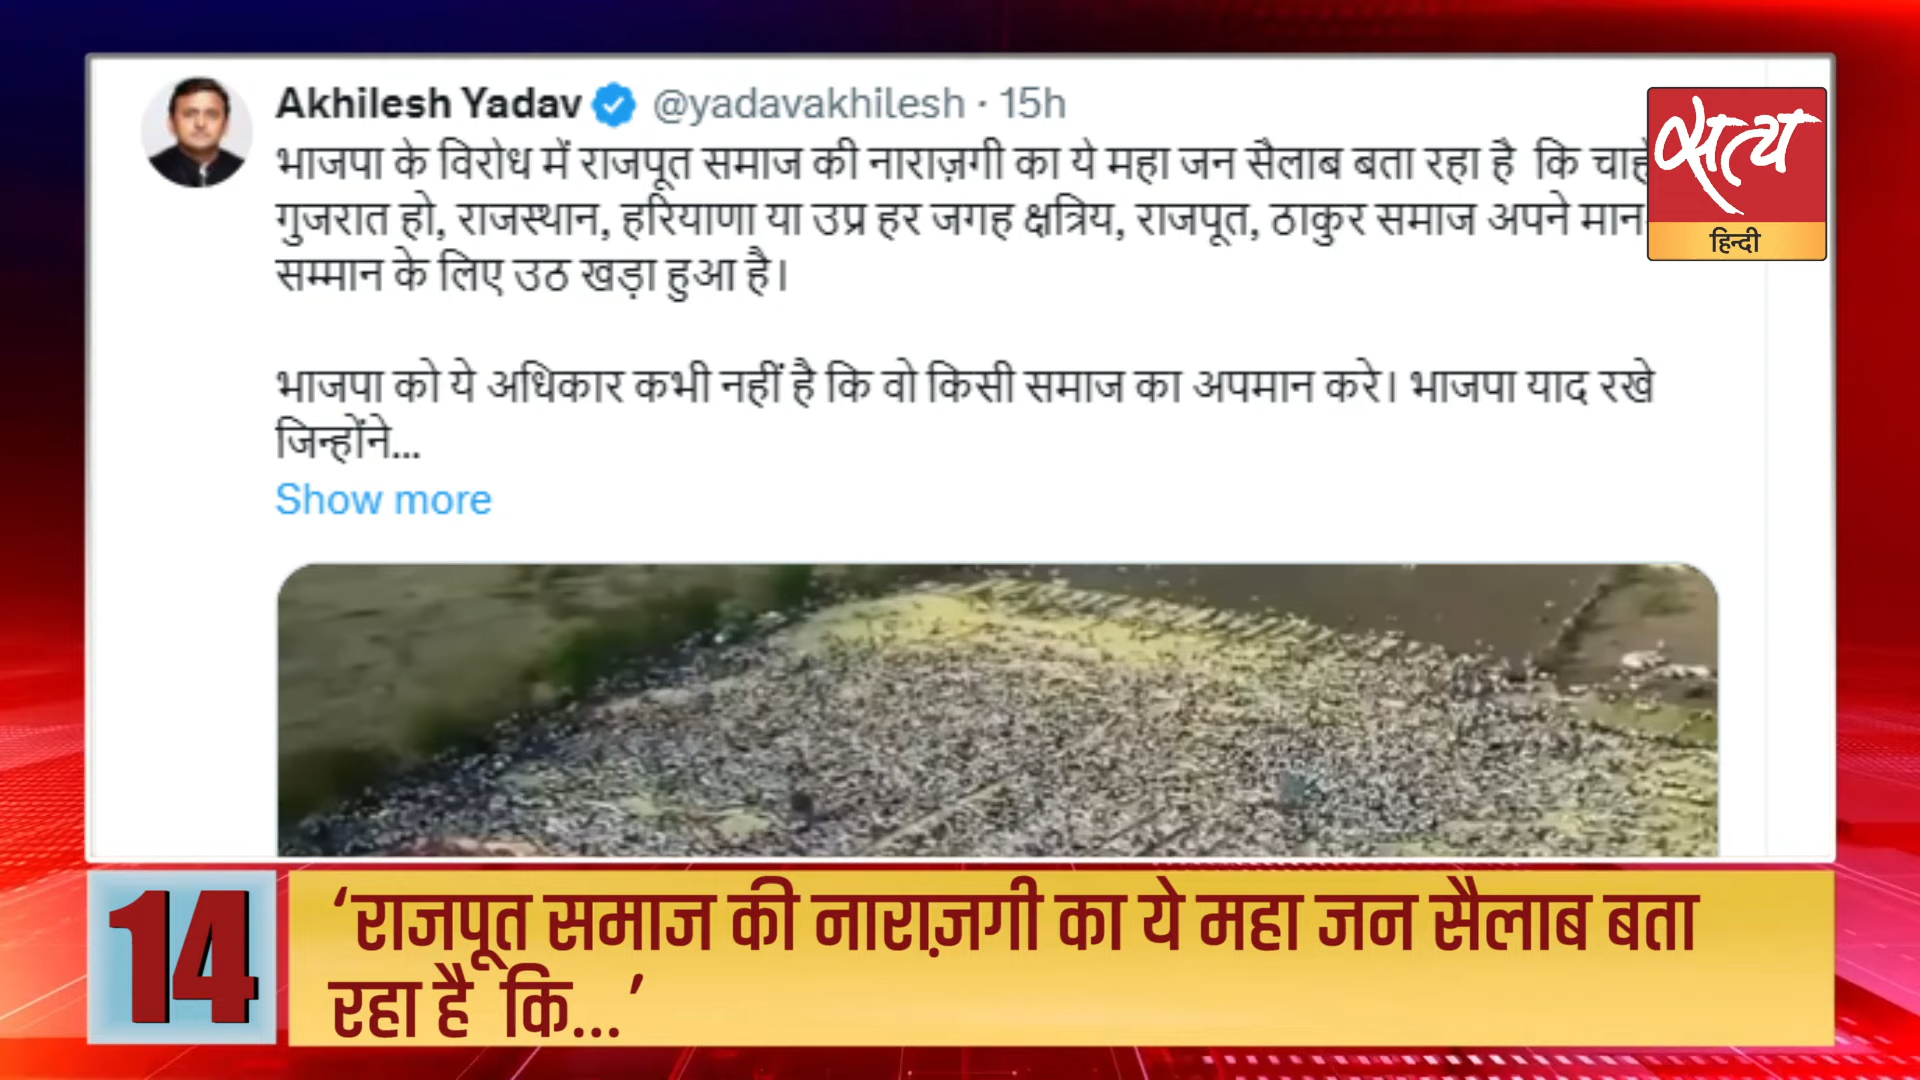 Akhilesh Yadav @yadavakhilesh · 15h
भाजपा के विरोध में राजपूत समाज की नाराज़गी का ये महा जन सैलाब बता रहा है कि चाहे
गुजरात हो, राजस्थान, हरियाणा या उप्र हर जगह क्षत्रिय, राजपूत, ठाकुर समाज अपने मान-
सम्मान के लिए उठ खड़ा हुआ है।
भाजपा को ये अधिकार कभी नहीं है कि वो किसी समाज का अपमान करे। भाजपा याद रखे
जिन्होंने...
Show more
सत्य
हिन्दी
14
‘राजपूत समाज की नाराज़गी का ये महा जन सैलाब बता
रहा है कि...’